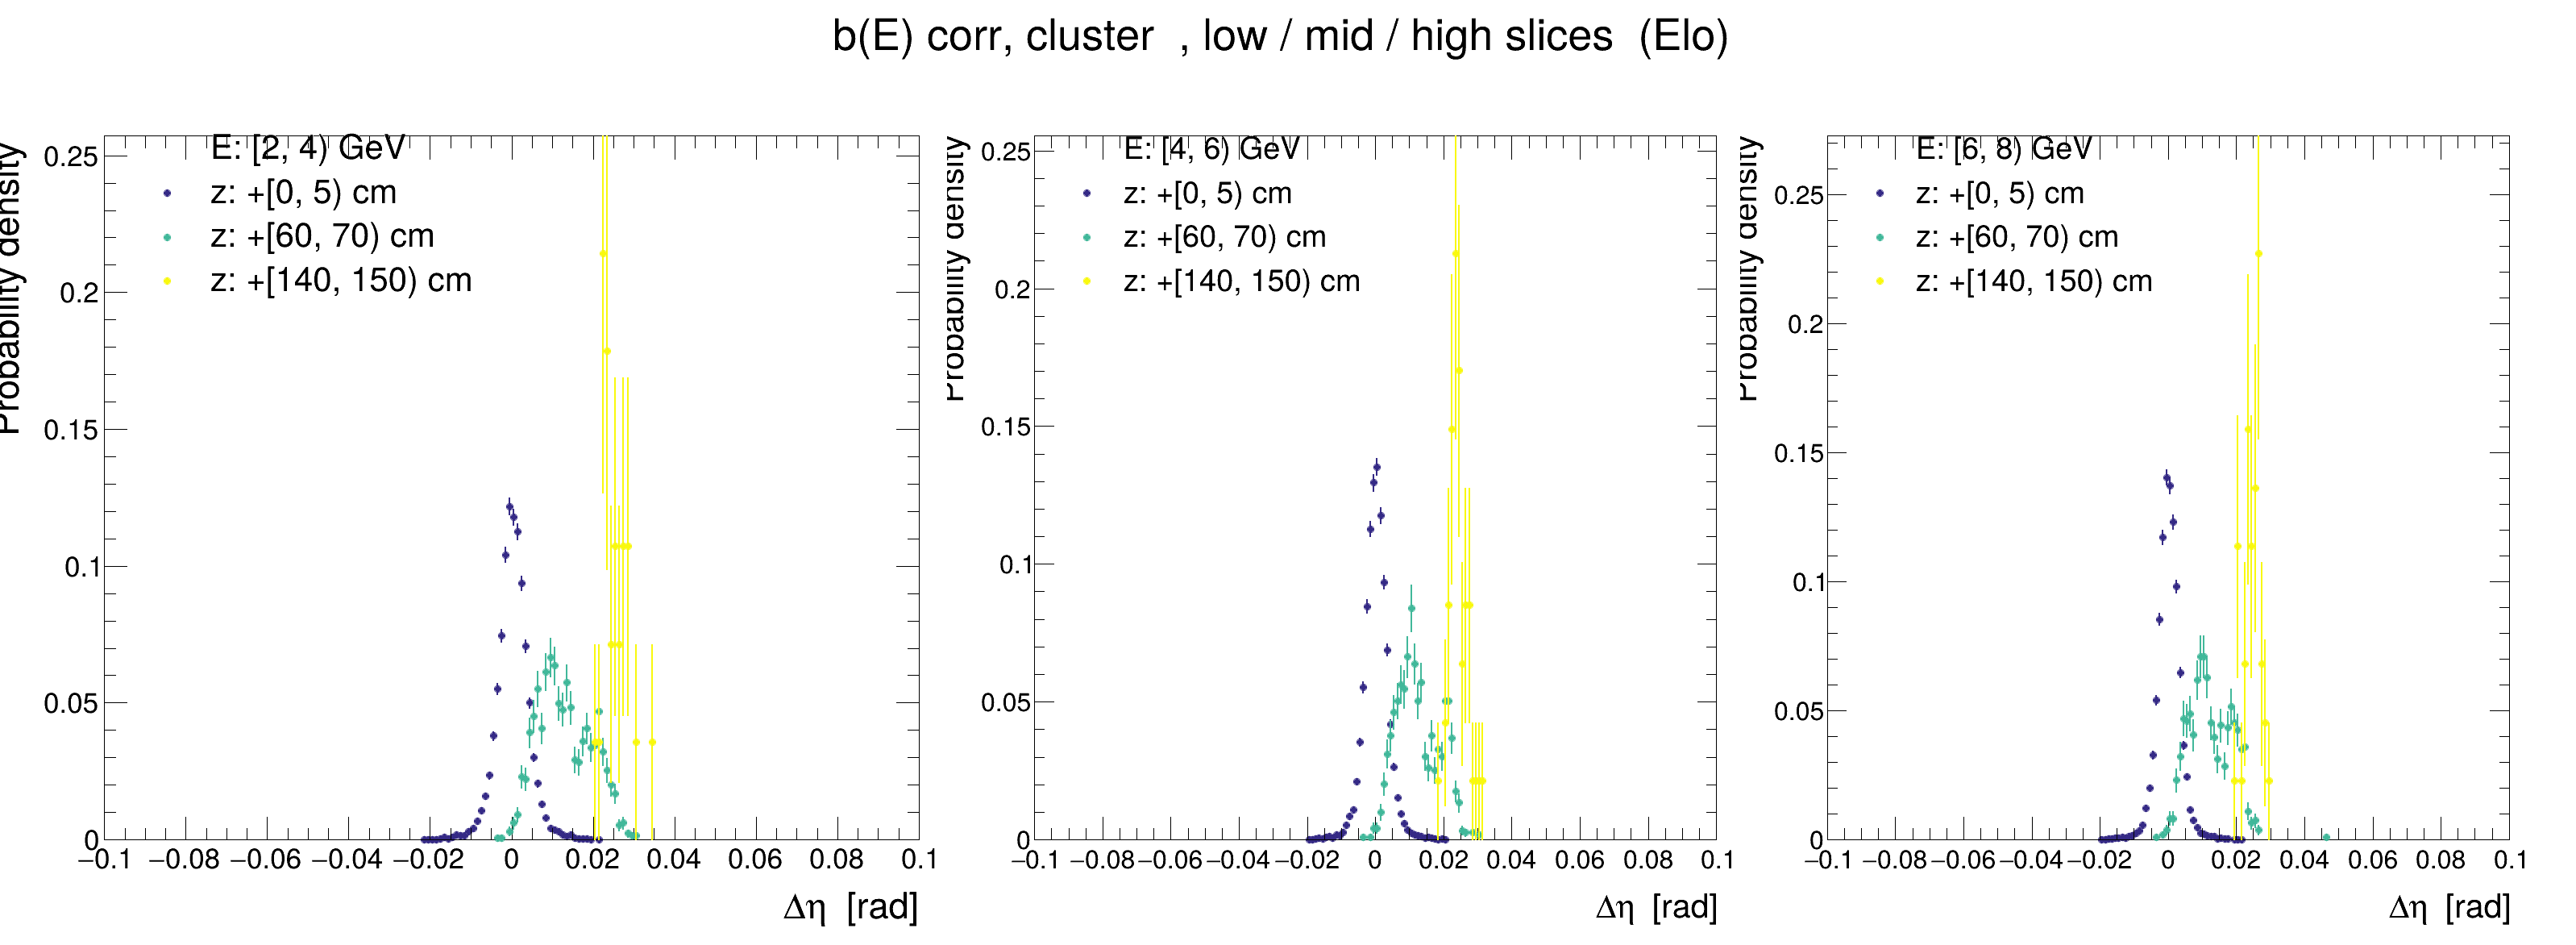 b(E) corr, cluster , low / mid / high slices (Elo)
Probability density
E: [2, 4) GeV
z: +[0, 5) cm
z: +[60, 70) cm
z: +[140, 150) cm
0.25
0.2
0.15
0.1
0.05
0
−0.1 −0.08 −0.06 −0.04 −0.02 0 0.02 0.04 0.06 0.08 0.1
Δη [rad]
Probability density
E: [4, 6) GeV
z: +[0, 5) cm
z: +[60, 70) cm
z: +[140, 150) cm
0.25
0.2
0.15
0.1
0.05
0
−0.1 −0.08 −0.06 −0.04 −0.02 0 0.02 0.04 0.06 0.08 0.1
Δη [rad]
Probability density
E: [6, 8) GeV
z: +[0, 5) cm
z: +[60, 70) cm
z: +[140, 150) cm
0.25
0.2
0.15
0.1
0.05
0
−0.1 −0.08 −0.06 −0.04 −0.02 0 0.02 0.04 0.06 0.08 0.1
Δη [rad]